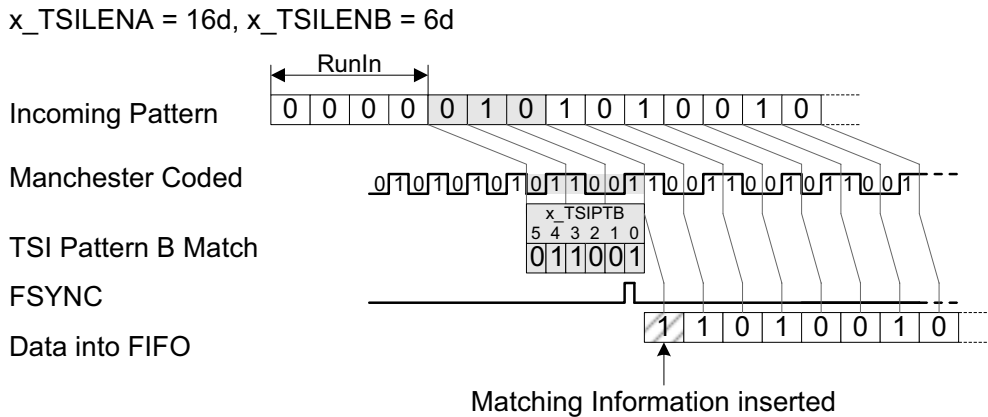 x_TSILENA = 16d, x_TSILENB = 6d
RunIn
Incoming Pattern 0 0 0 0 0 1 0 1 0 1 0 0 1 0
Manchester Coded 0 1 0 1 0 1 0 1 0 1 1 0 0 1 1 0 0 1 1 0 0 1 0 1 1 0 0 1
x_TSIPTB
5 4 3 2 1 0
TSI Pattern B Match 0 1 1 0 0 1
FSYNC
Data into FIFO 1 1 0 1 0 0 1 0
Matching Information inserted